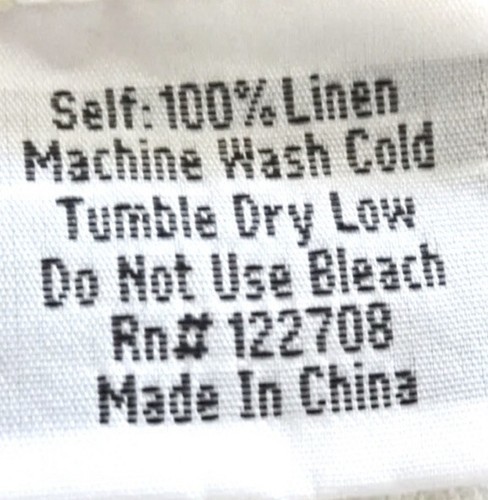 Self: 100% Linen
Machine Wash Cold
Tumble Dry Low
Do Not Use Bleach
Rn# 122708
Made In China